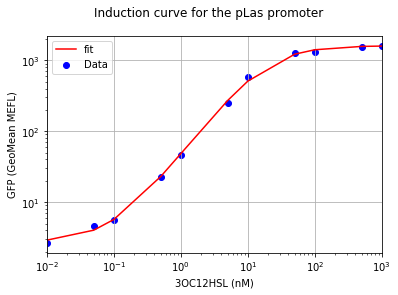 Induction curve for the pLas promoter
fit
Data
GFP (GeoMean MEFL)
10³
10²
10¹
10⁻²
10⁻¹
10⁰
10¹
10²
10³
3OC12HSL (nM)